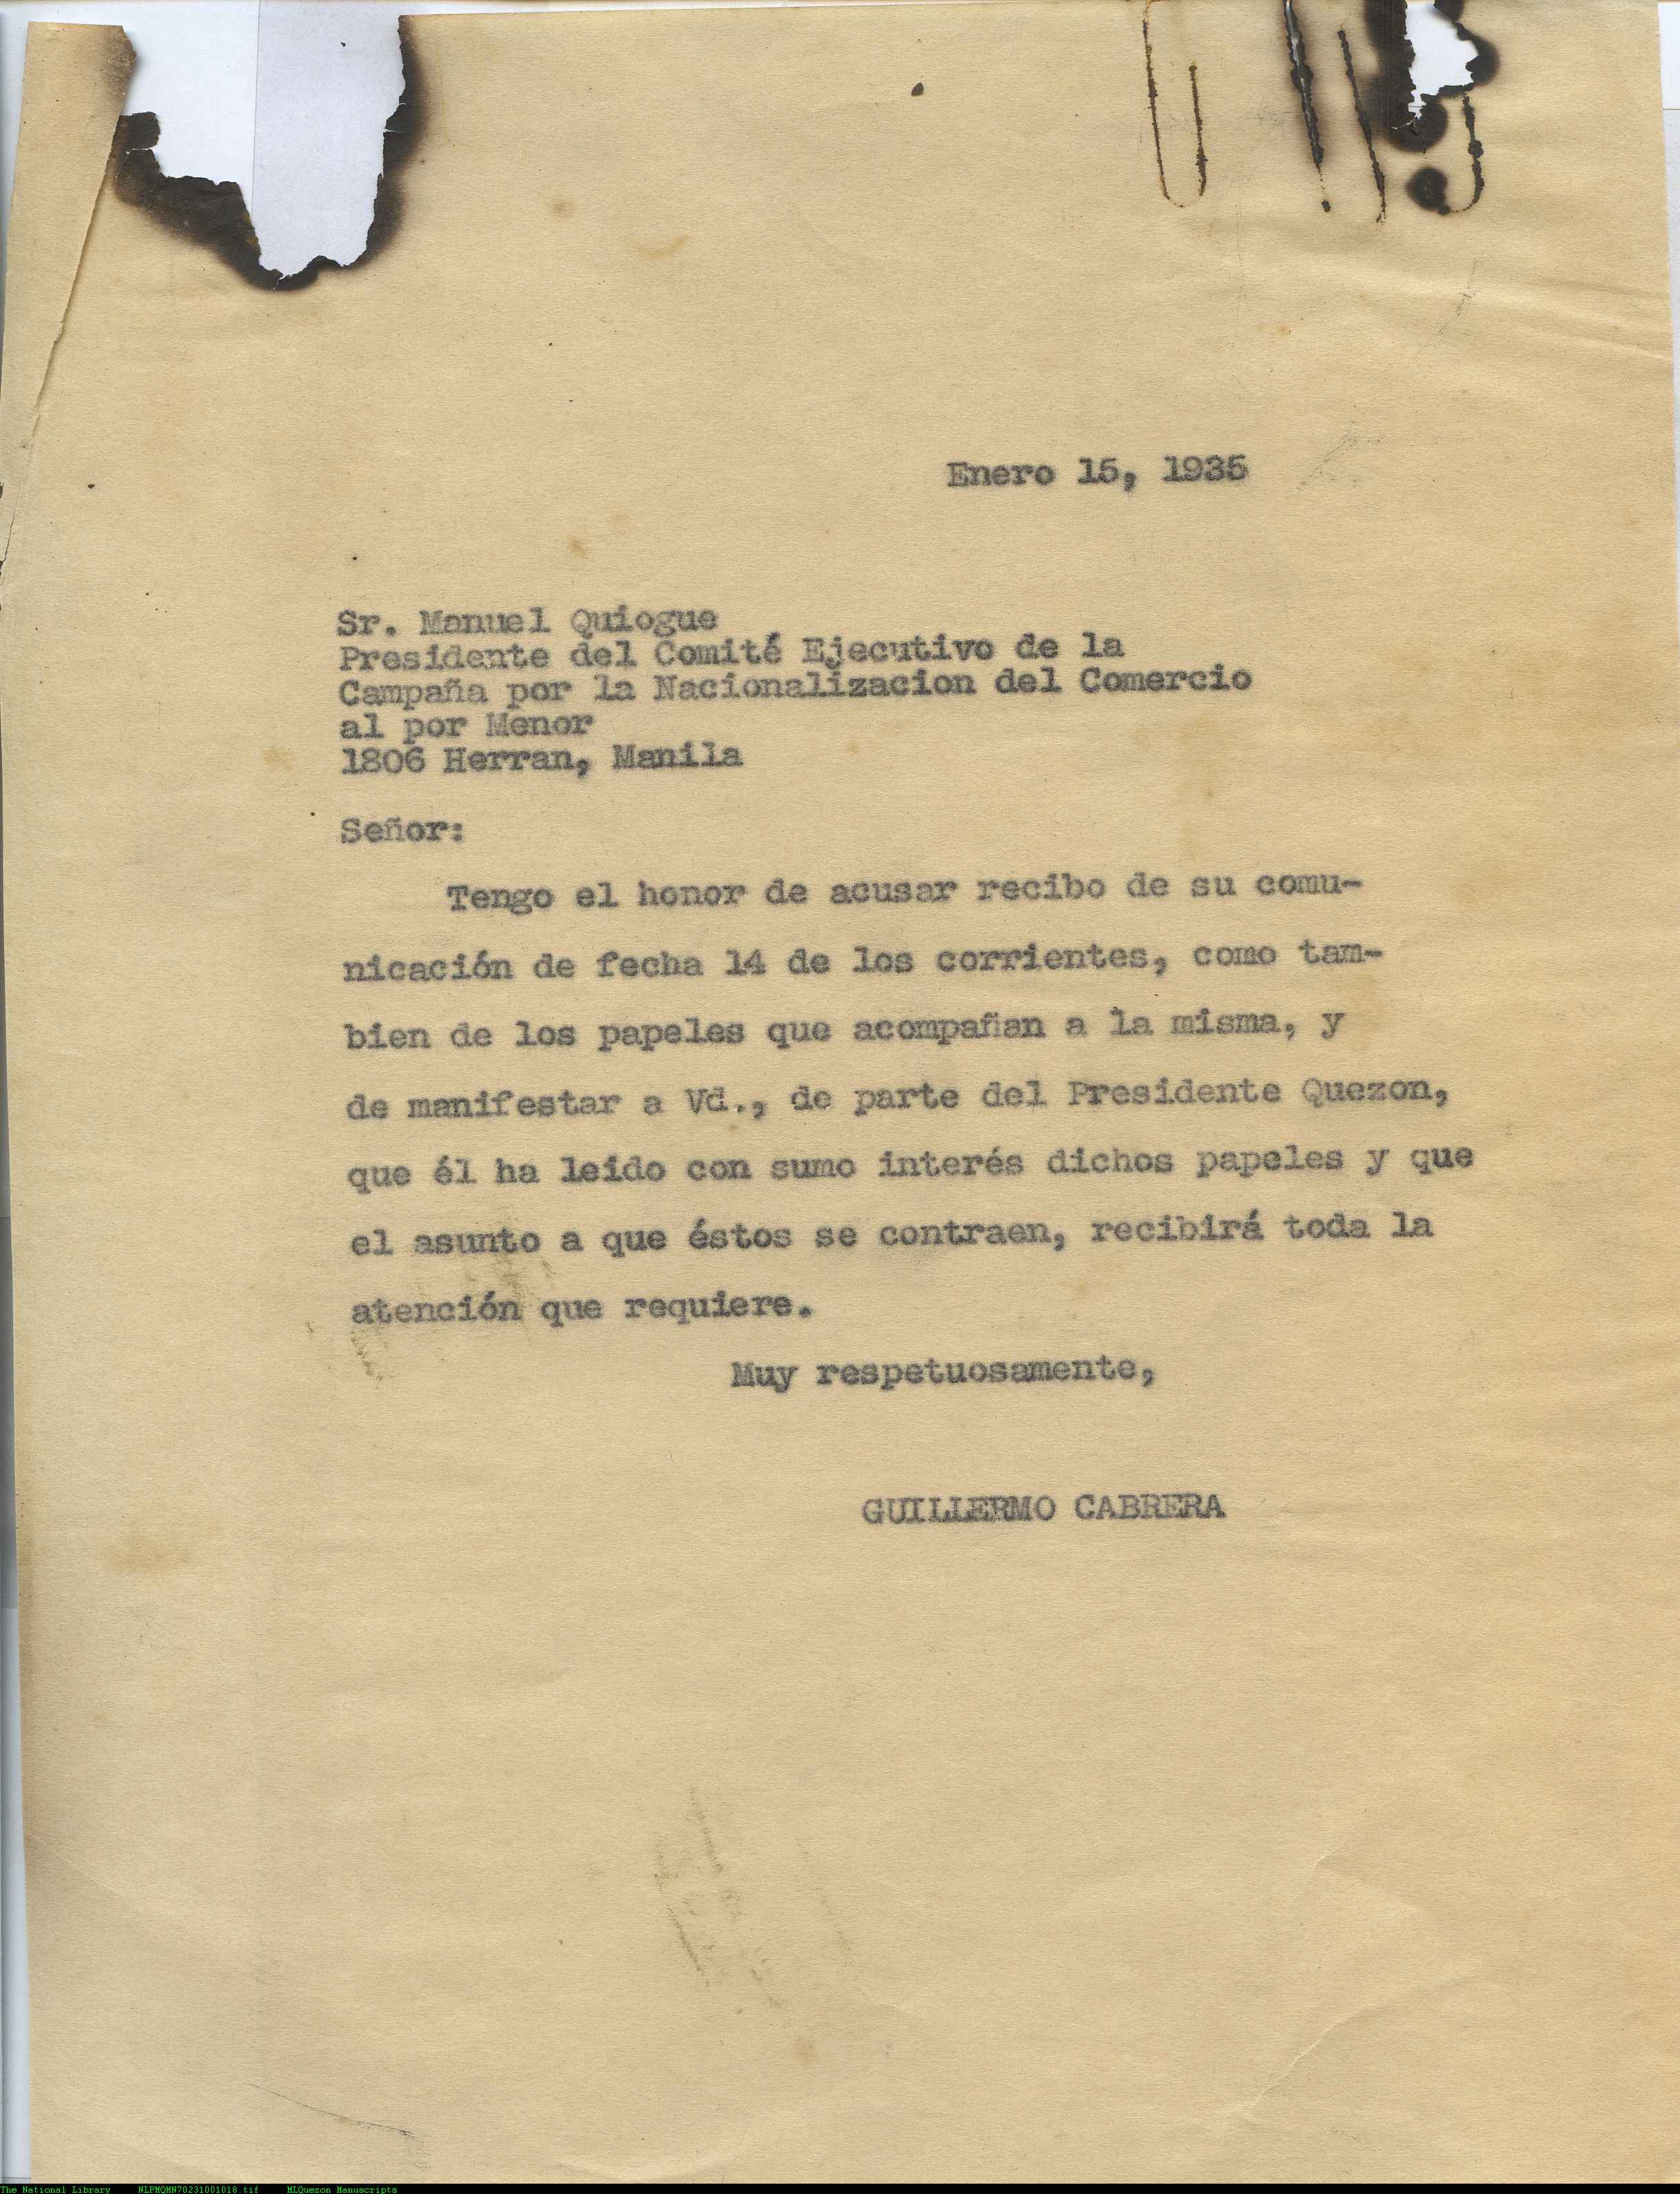 Enero 15, 1935
Sr. Manuel Quiogue
Presidente del Comité Ejecutivo de la
Campaña por la Nacionalizacion del Comercio
al por Menor
1806 Herran, Manila
Señor:
Tengo el honor de acusar recibo de su comu-
nicación de fecha 14 de los corrientes, como tam-
bien de los papeles que acompañan a la misma, y
de manifestar a Vd., de parte del Presidente Quezon,
que él ha leido con sumo interés dichos papeles y que
el asunto a que éstos se contraen, recibirá toda la
atención que requiere.
Muy respetuosamente,
GUILLERMO CABRERA
The National Library NLPMQMN70231001018.tif MLQuezon Manuscripts